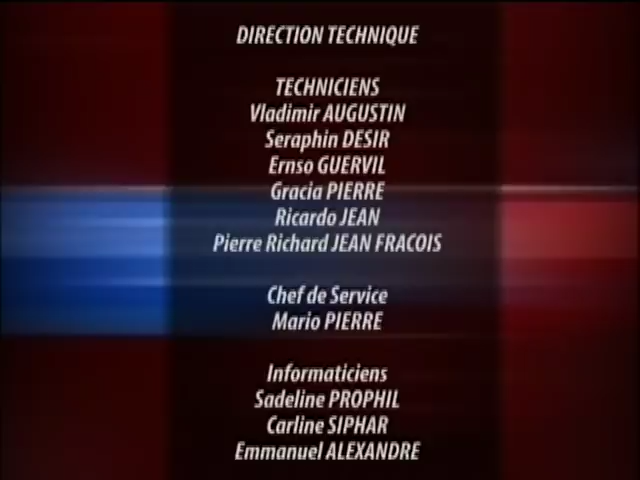 DIRECTION TECHNIQUE
TECHNICIENS
Vladimir AUGUSTIN
Seraphin DESIR
Ernso GUERVIL
Gracia PIERRE
Ricardo JEAN
Pierre Richard JEAN FRACOIS
Chef de Service
Mario PIERRE
Informaticiens
Sadeline PROPHIL
Carline SIPHAR
Emmanuel ALEXANDRE